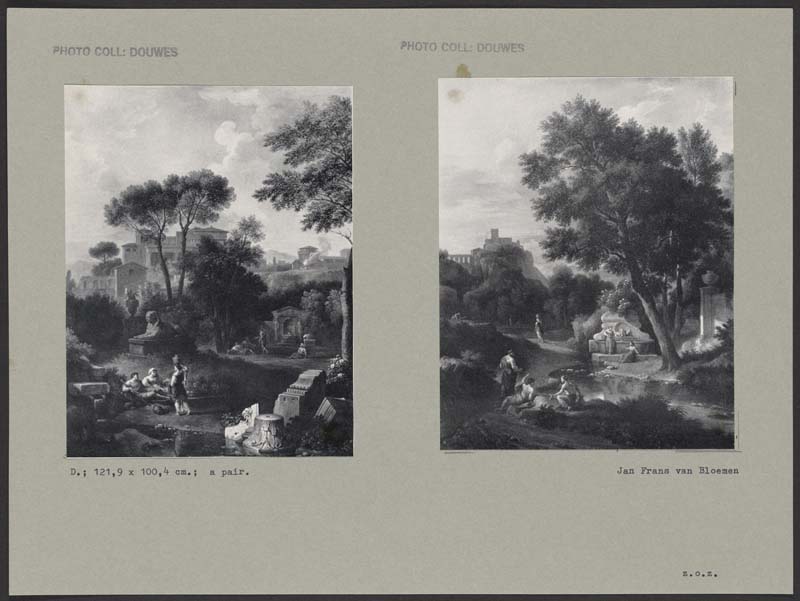 PHOTO COLL: DOUWES
PHOTO COLL: DOUWES
D.; 121,9 x 100,4 cm.; a pair.
Jan Frans van Bloemen
z.o.z.